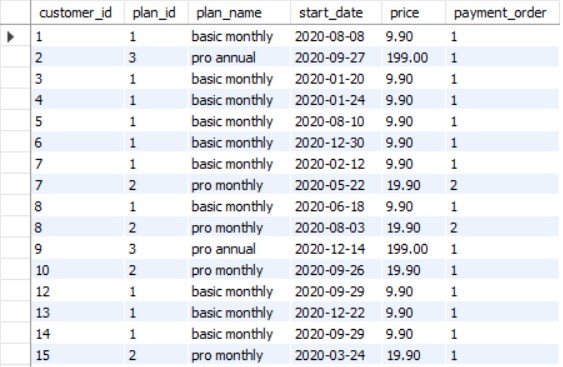 customer_id plan_id plan_name start_date price payment_order
1 1 basic monthly 2020-08-08 9.90 1
2 3 pro annual 2020-09-27 199.00 1
3 1 basic monthly 2020-01-20 9.90 1
4 1 basic monthly 2020-01-24 9.90 1
5 1 basic monthly 2020-08-10 9.90 1
6 1 basic monthly 2020-12-30 9.90 1
7 1 basic monthly 2020-02-12 9.90 1
7 2 pro monthly 2020-05-22 19.90 2
8 1 basic monthly 2020-06-18 9.90 1
8 2 pro monthly 2020-08-03 19.90 2
9 3 pro annual 2020-12-14 199.00 1
10 2 pro monthly 2020-09-26 19.90 1
12 1 basic monthly 2020-09-29 9.90 1
13 1 basic monthly 2020-12-22 9.90 1
14 1 basic monthly 2020-09-29 9.90 1
15 2 pro monthly 2020-03-24 19.90 1